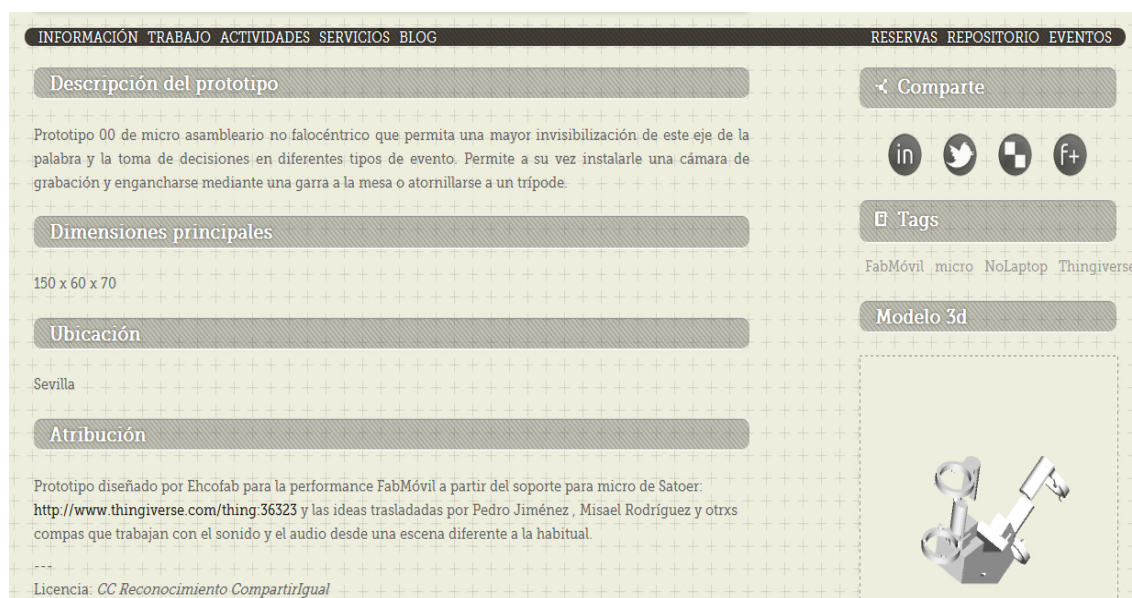 INFORMACIÓN TRABAJO ACTIVIDADES SERVICIOS BLOG
RESERVAS REPOSITORIO EVENTOS
Descripción del prototipo
Prototipo 00 de micro asambleario no falocéntrico que permita una mayor invisibilización de este eje de la
palabra y la toma de decisiones en diferentes tipos de evento. Permite a su vez instalarle una cámara de
grabación y engancharse mediante una garra a la mesa o atornillarse a un trípode.
Dimensiones principales
150 x 60 x 70
Ubicación
Sevilla
Atribución
Prototipo diseñado por Ehcofab para la performance FabMóvil a partir del soporte para micro de Satoer:
http://www.thingiverse.com/thing:36323 y las ideas trasladadas por Pedro Jiménez , Misael Rodríguez y otrxs
compas que trabajan con el sonido y el audio desde una escena diferente a la habitual.
---
Licencia: CC Reconocimiento CompartirIgual
Comparte
in
f+
Tags
FabMóvil micro NoLaptop Thingiverse
Modelo 3d